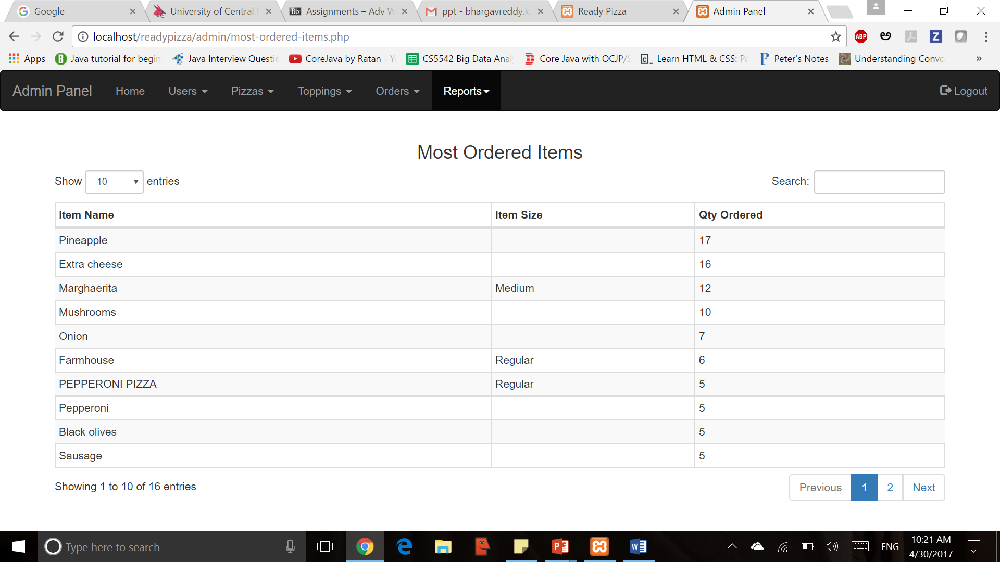 Google
University of Central
Assignments – Adv W
ppt - bhargavreddy.k
Ready Pizza
Admin Panel
localhost/readypizza/admin/most-ordered-items.php
ABP
Z
Apps
Java tutorial for begin
Java Interview Questic
CoreJava by Ratan - Yo
CS5542 Big Data Anal
Core Java with OCJP/S
Learn HTML & CSS: Pa
Peter's Notes
Understanding Convo
»
Admin Panel
Home
Users
Pizzas
Toppings
Orders
Reports
Logout
Most Ordered Items
Show 10 entries
Search:
Item Name Item Size Qty Ordered
Pineapple 17
Extra cheese 16
Marghaerita Medium 12
Mushrooms 10
Onion 7
Farmhouse Regular 6
PEPPERONI PIZZA Regular 5
Pepperoni 5
Black olives 5
Sausage 5
Showing 1 to 10 of 16 entries
Previous 1 2 Next
Type here to search
ENG
10:21 AM
4/30/2017